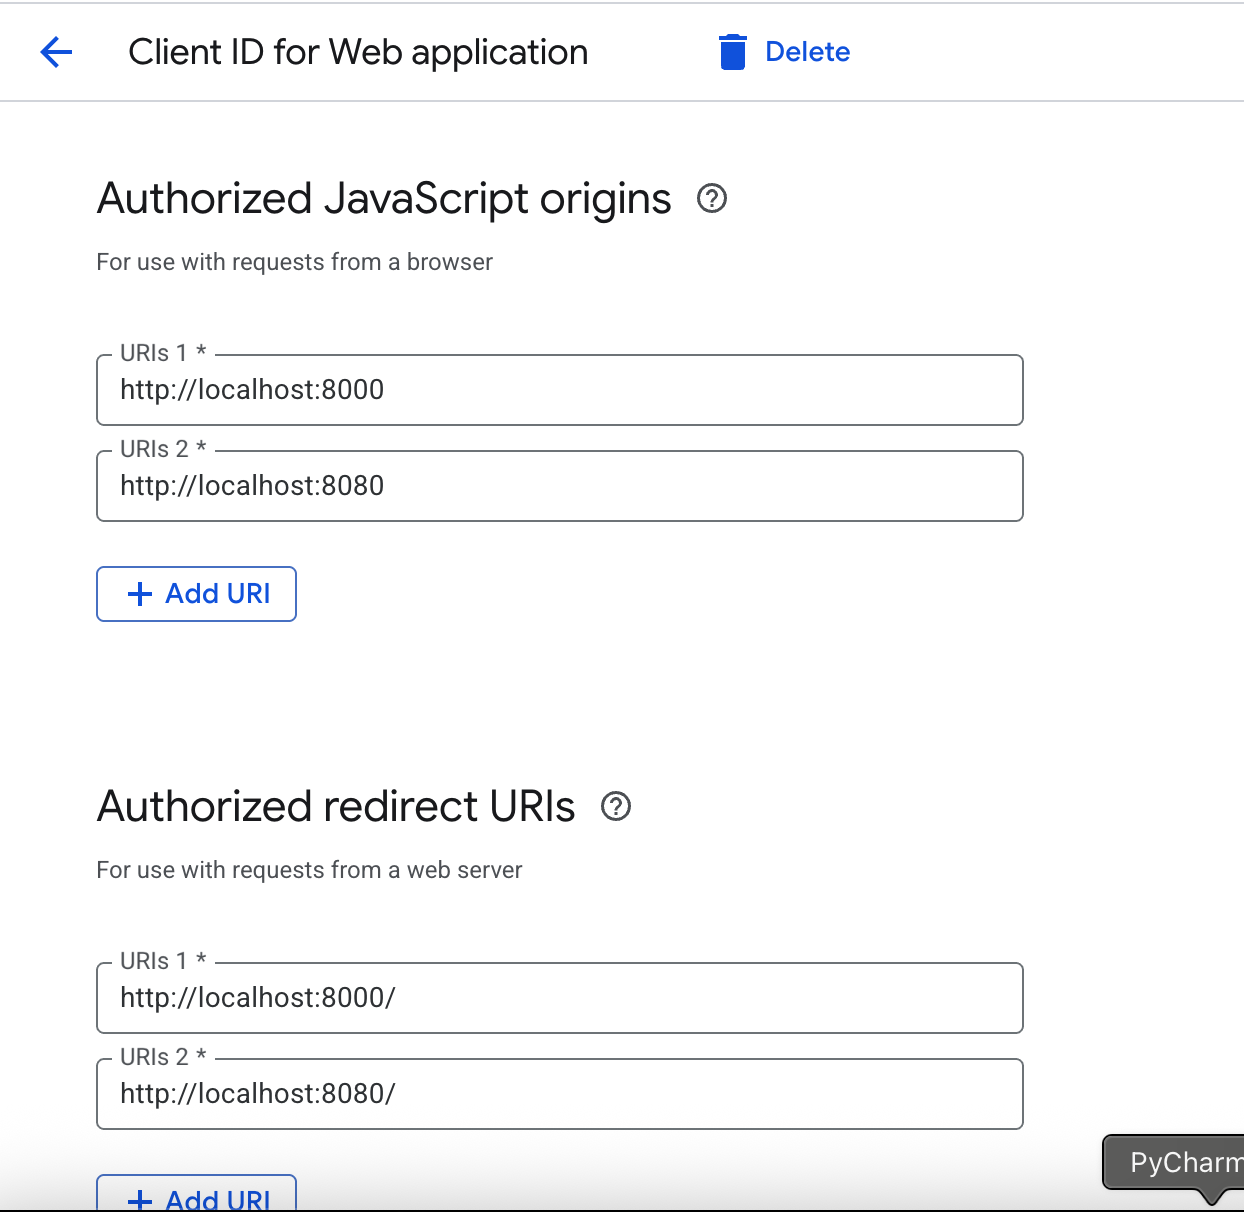 Client ID for Web application
Delete
Authorized JavaScript origins
For use with requests from a browser
URIs 1 *
http://localhost:8000
URIs 2 *
http://localhost:8080
Add URI
Authorized redirect URIs
For use with requests from a web server
URIs 1 *
http://localhost:8000/
URIs 2 *
http://localhost:8080/
Add URI
PyCharm